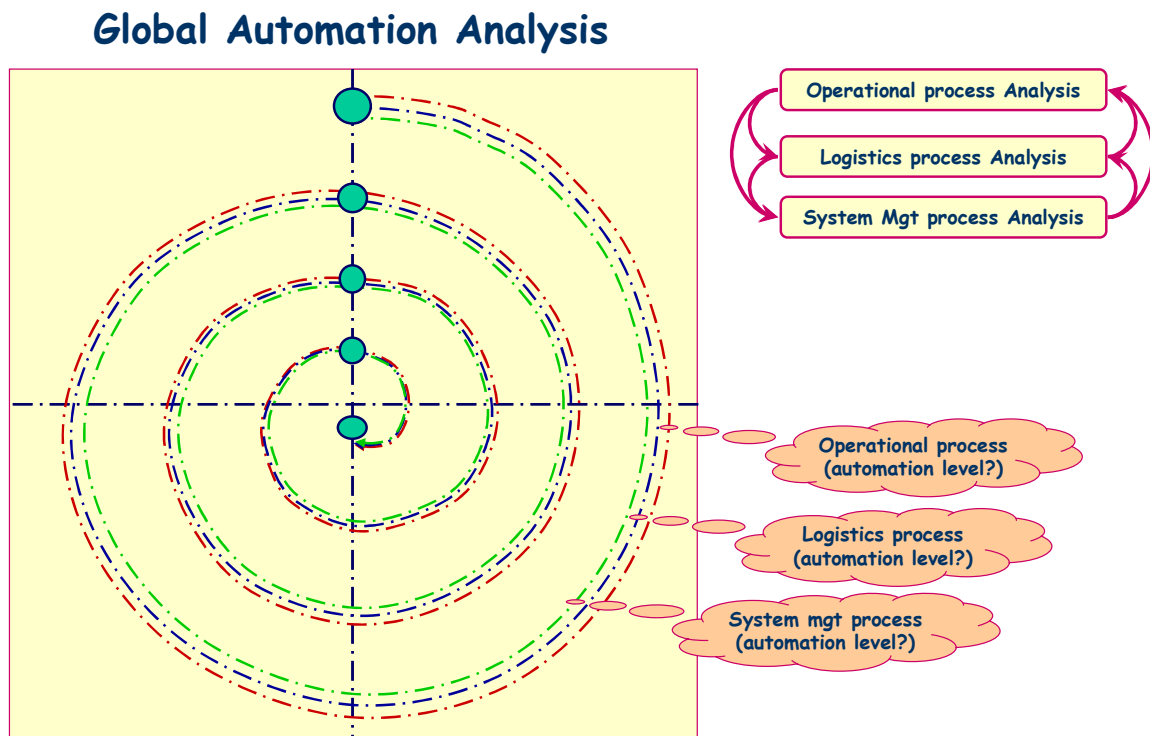 Global Automation Analysis
Operational process Analysis
Logistics process Analysis
System Mgt process Analysis
Operational process
(automation level?)
Logistics process
(automation level?)
System mgt process
(automation level?)